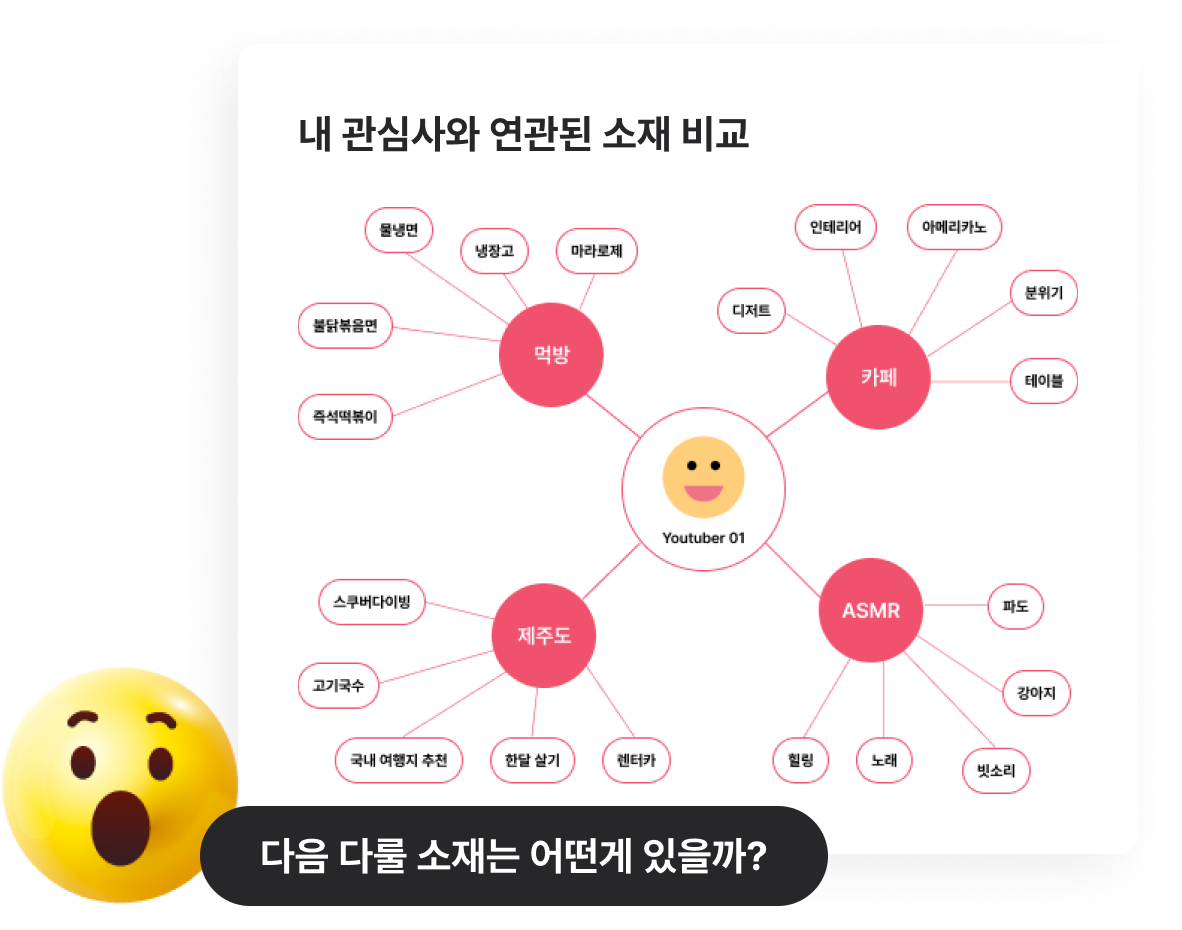 내 관심사와 연관된 소재 비교
물냉면
냉장고
마라로제
불닭볶음면
먹방
즉석떡볶이
인테리어
아메리카노
디저트
분위기
카페
테이블
Youtuber 01
스쿠버다이빙
제주도
고기국수
국내 여행지 추천
한달 살기
렌터카
ASMR
파도
강아지
힐링
노래
빗소리
다음 다룰 소재는 어떤게 있을까?